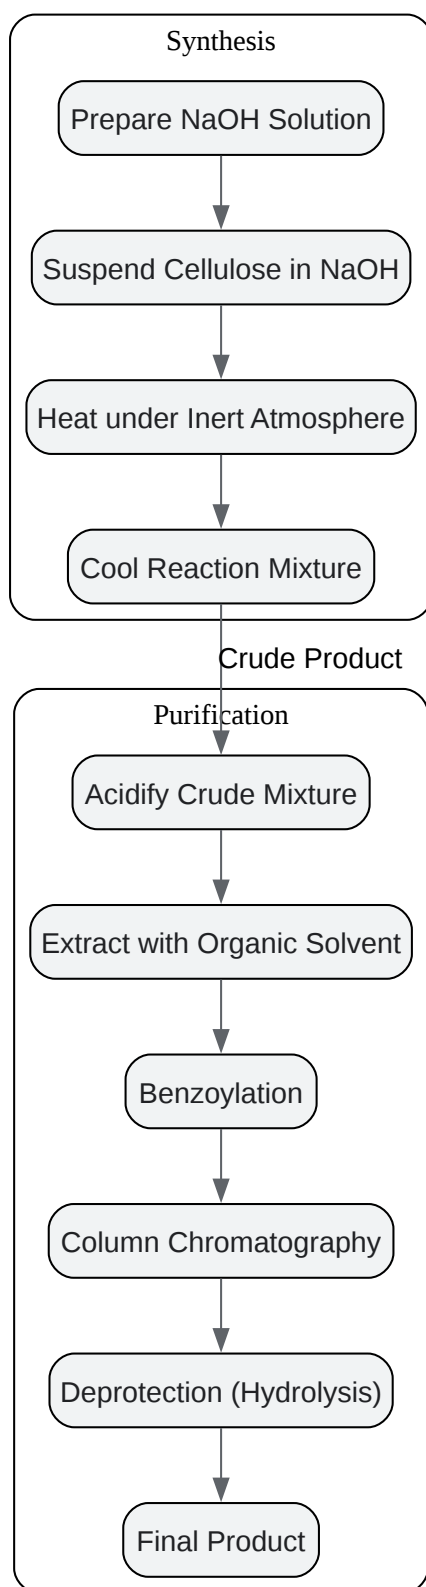 Synthesis
Prepare NaOH Solution
Suspend Cellulose in NaOH
Heat under Inert Atmosphere
Cool Reaction Mixture
Crude Product
Purification
Acidify Crude Mixture
Extract with Organic Solvent
Benzoylation
Column Chromatography
Deprotection (Hydrolysis)
Final Product